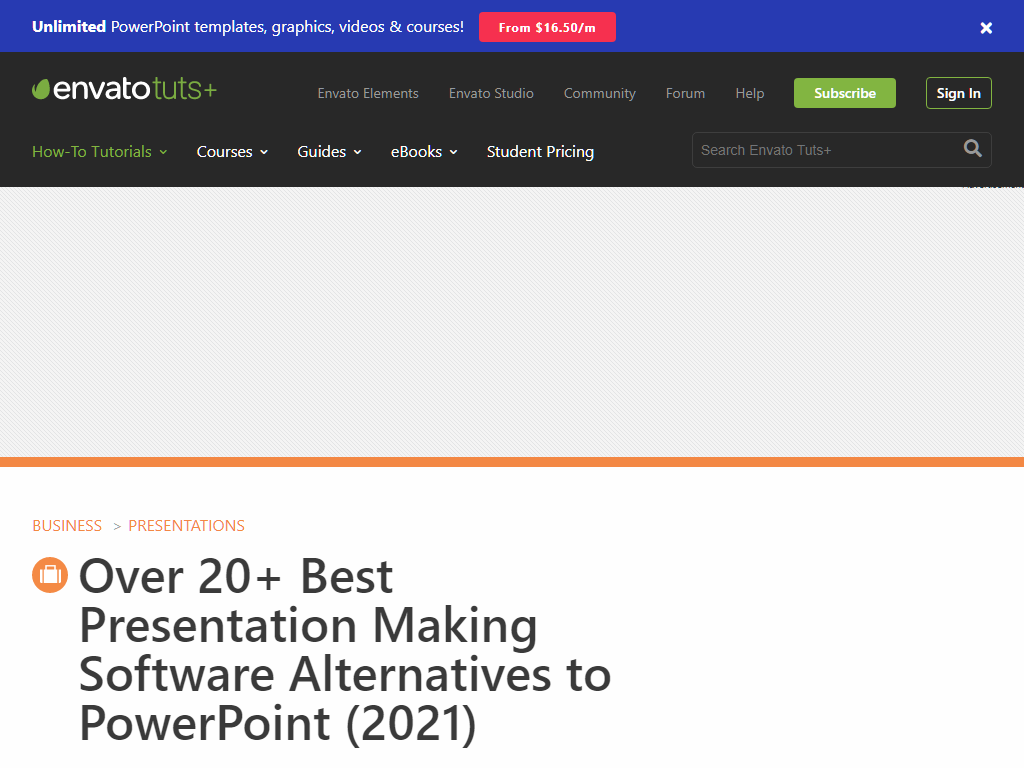 Unlimited PowerPoint templates, graphics, videos & courses! From $16.50/m
envato tuts+
Envato Elements Envato Studio Community Forum Help Subscribe Sign In
How-To Tutorials Courses Guides eBooks Student Pricing Search Envato Tuts+
BUSINESS > PRESENTATIONS
Over 20+ Best
Presentation Making
Software Alternatives to
PowerPoint (2021)